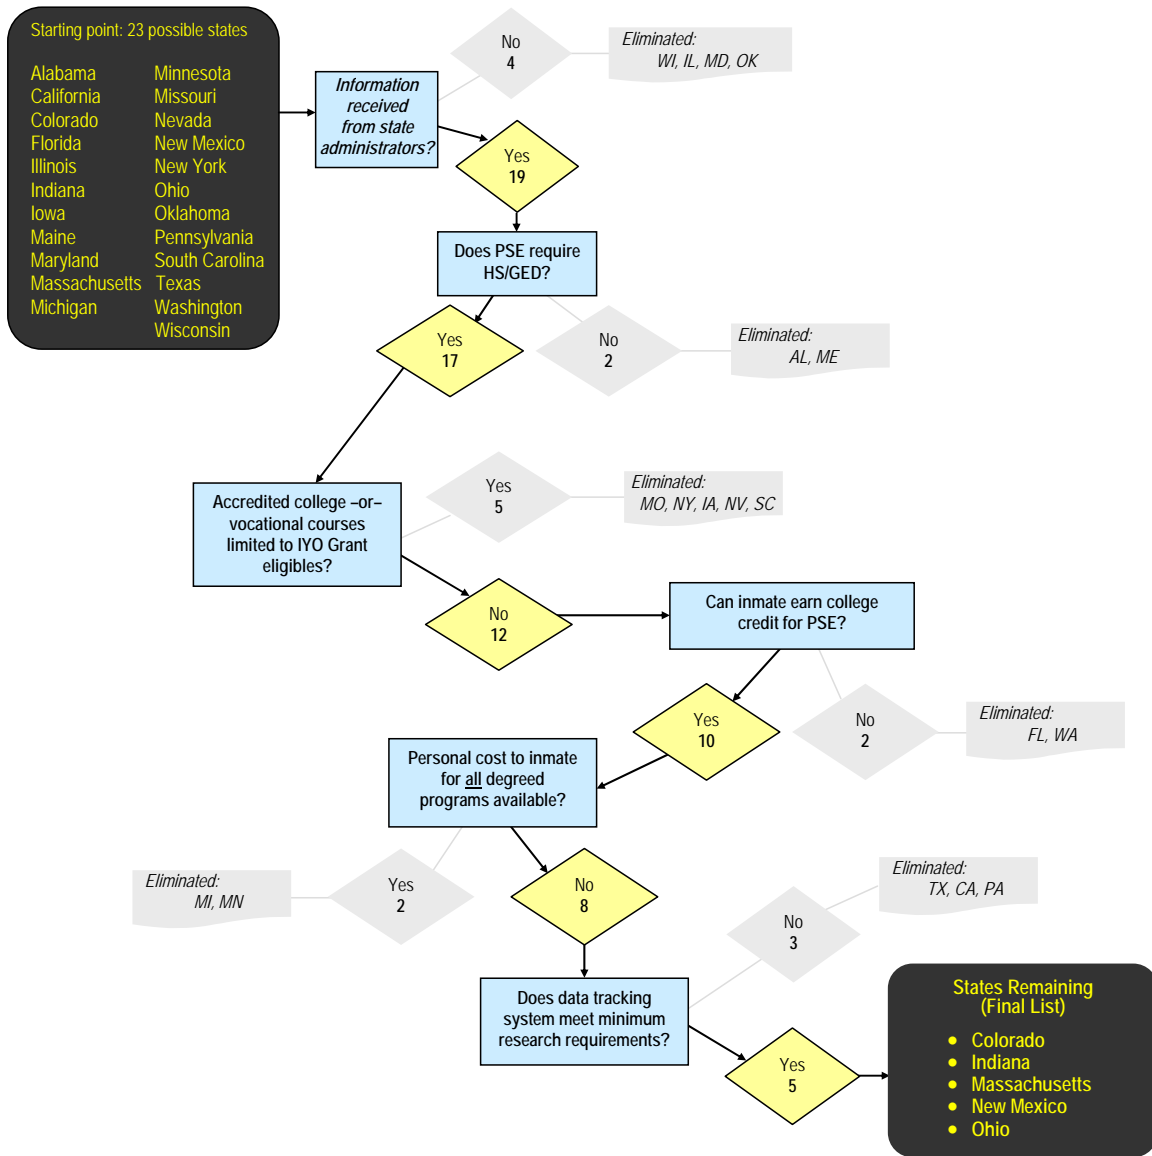 Starting point: 23 possible states
Alabama
California
Colorado
Florida
Illinois
Indiana
Iowa
Maine
Maryland
Massachusetts
Michigan
Minnesota
Missouri
Nevada
New Mexico
New York
Ohio
Oklahoma
Pennsylvania
South Carolina
Texas
Washington
Wisconsin
Information
received
from state
administrators?
No
4
Eliminated:
WI, IL, MD, OK
Yes
19
Does PSE require
HS/GED?
Yes
17
No
2
Eliminated:
AL, ME
Accredited college –or–
vocational courses
limited to IYO Grant
eligibles?
Yes
5
Eliminated:
MO, NY, IA, NV, SC
No
12
Can inmate earn college
credit for PSE?
Yes
10
No
2
Eliminated:
FL, WA
Personal cost to inmate
for all degreed
programs available?
Eliminated:
MI, MN
Yes
2
No
8
No
3
Eliminated:
TX, CA, PA
Does data tracking
system meet minimum
research requirements?
Yes
5
States Remaining
(Final List)
• Colorado
• Indiana
• Massachusetts
• New Mexico
• Ohio